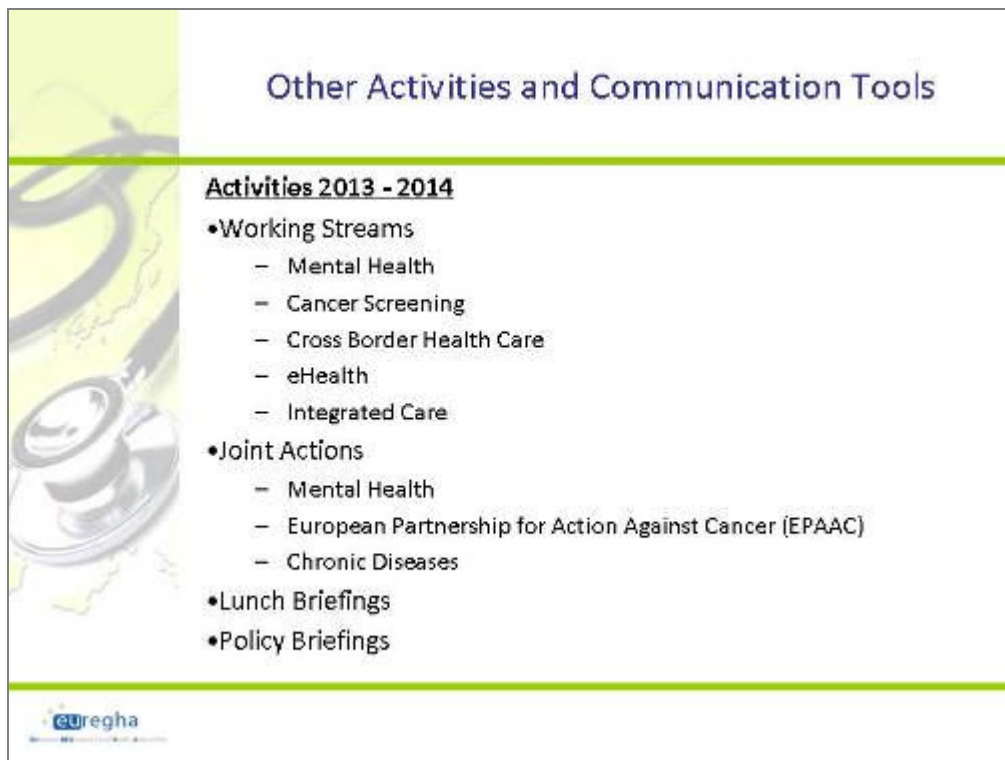 Other Activities and Communication Tools
Activities 2013 - 2014
•Working Streams
– Mental Health
– Cancer Screening
– Cross Border Health Care
– eHealth
– Integrated Care
•Joint Actions
– Mental Health
– European Partnership for Action Against Cancer (EPAAC)
– Chronic Diseases
•Lunch Briefings
•Policy Briefings
euregha